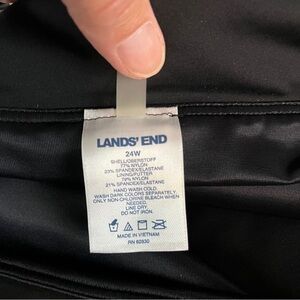 LANDS' END
24W
SHELL/OBERSTOFF
77% NYLON
23% SPANDEX/ELASTANE
LINING/FUTTER
79% NYLON
21% SPANDEX/ELASTANE
HAND WASH COLD.
WASH DARK COLORS SEPARATELY.
ONLY NON-CHLORINE BLEACH WHEN
NEEDED.
LINE DRY.
DO NOT IRON.
MADE IN VIETNAM
RN 62830